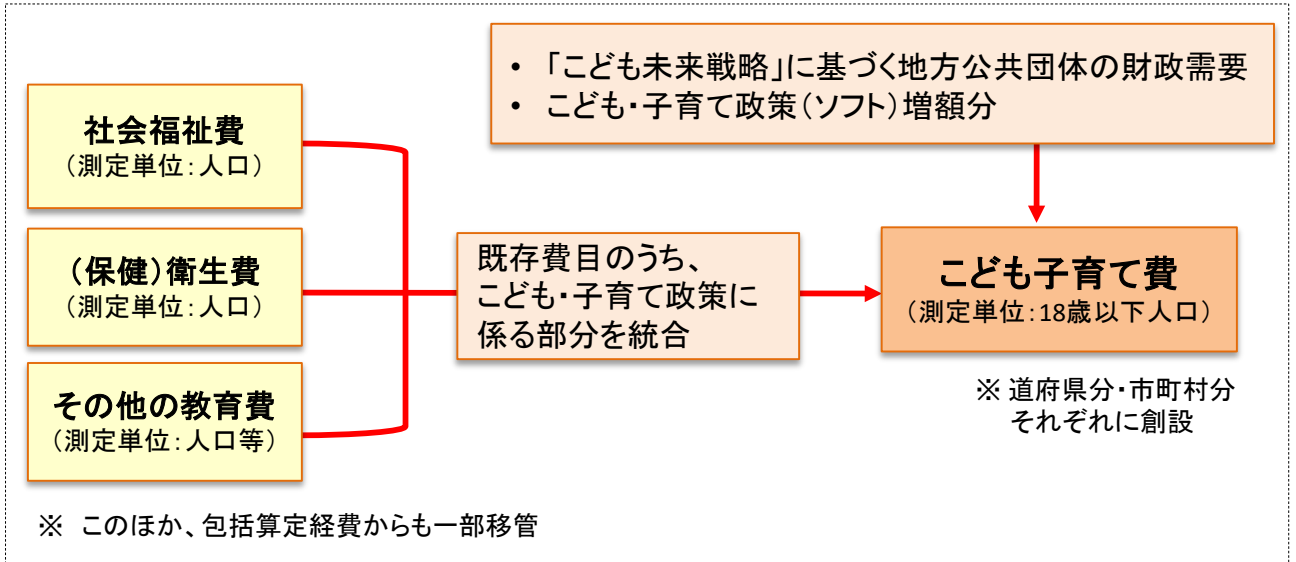 • 「こども未来戦略」に基づく地方公共団体の財政需要
• こども・子育て政策（ソフト）増額分
社会福祉費
（測定単位：人口）
（保健）衛生費
（測定単位：人口）
その他の教育費
（測定単位：人口等）
既存費目のうち、
こども・子育て政策に
係る部分を統合
こども子育て費
（測定単位：18歳以下人口）
※ 道府県分・市町村分
それぞれに創設
※ このほか、包括算定経費からも一部移管